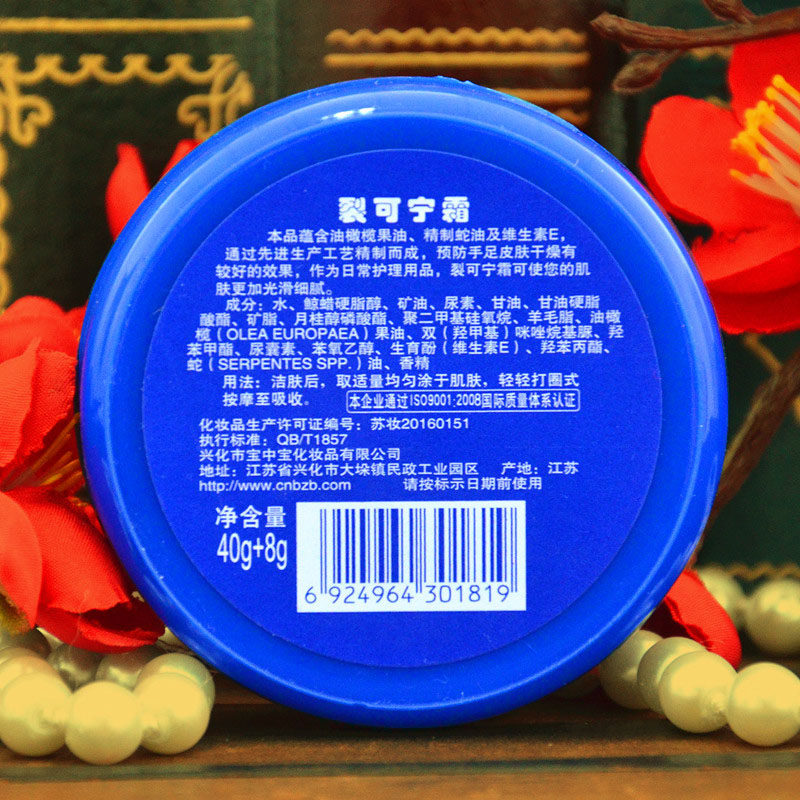 裂可宁霜
本品蕴含油橄榄果油、精制蛇油及维生素E，
通过先进生产工艺精制而成，预防手足皮肤干燥有
较好的效果，作为日常护理用品，裂可宁霜可使您的肌
肤更加光滑细腻。
成分：水、鲸蜡硬脂醇、矿油、尿素、甘油、甘油硬脂
酸酯、矿脂、月桂醇磷酸酯、聚二甲基硅氧烷、羊毛脂、油橄
榄（OLEA EUROPAEA）果油、双（羟甲基）咪唑烷基脲、羟
苯甲酯、尿囊素、苯氧乙醇、生育酚（维生素E）、羟苯丙酯、
蛇（SERPENTES SPP.）油、香精
用法：洁肤后，取适量均匀涂于肌肤，轻轻打圈式
按摩至吸收。 本企业通过ISO9001:2008国际质量体系认证
化妆品生产许可证编号：苏妆20160151
执行标准：QB/T1857
兴化市宝中宝化妆品有限公司
地址：江苏省兴化市大垛镇民政工业园区 产地：江苏
http://www.cnbzb.com 请按标示日期前使用
净含量
40g+8g
6 924964 301819